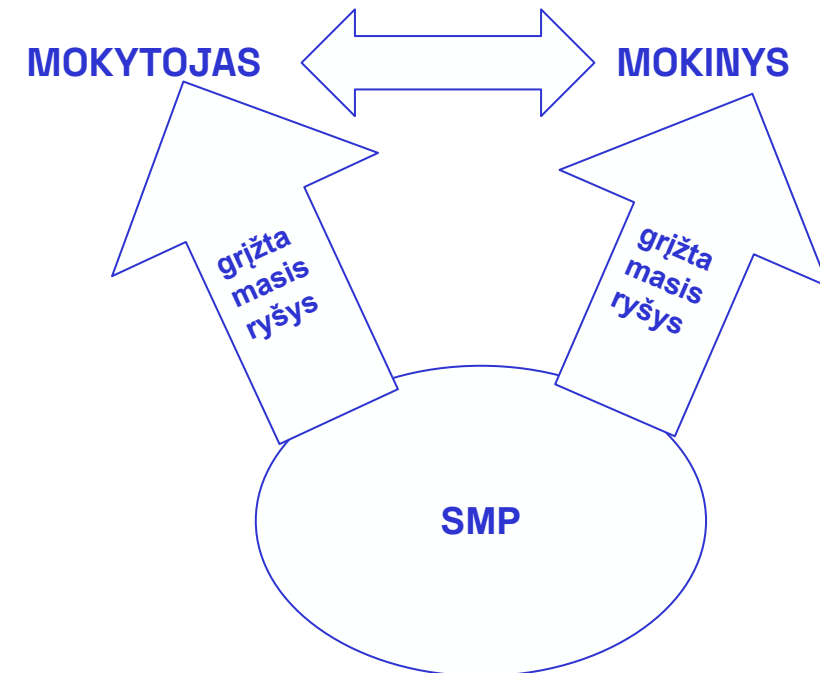 MOKYTOJAS
MOKINYS
grįžta
masis
ryšys
grįžta
masis
ryšys
SMP